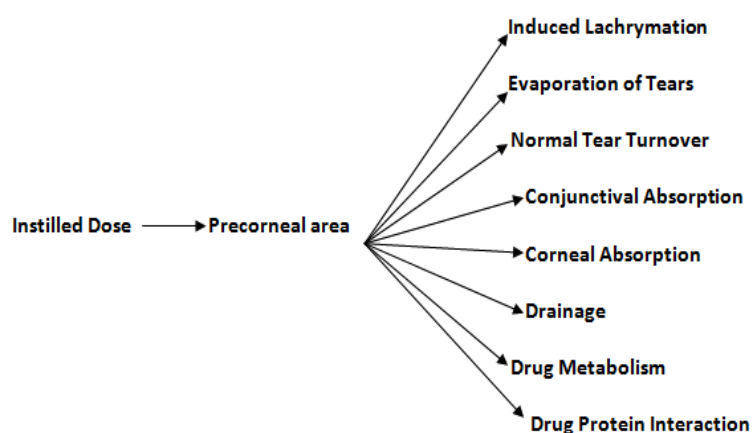 Induced Lachrymation
Evaporation of Tears
Normal Tear Turnover
Conjunctival Absorption
Instilled Dose
Precorneal area
Corneal Absorption
Drainage
Drug Metabolism
Drug Protein Interaction